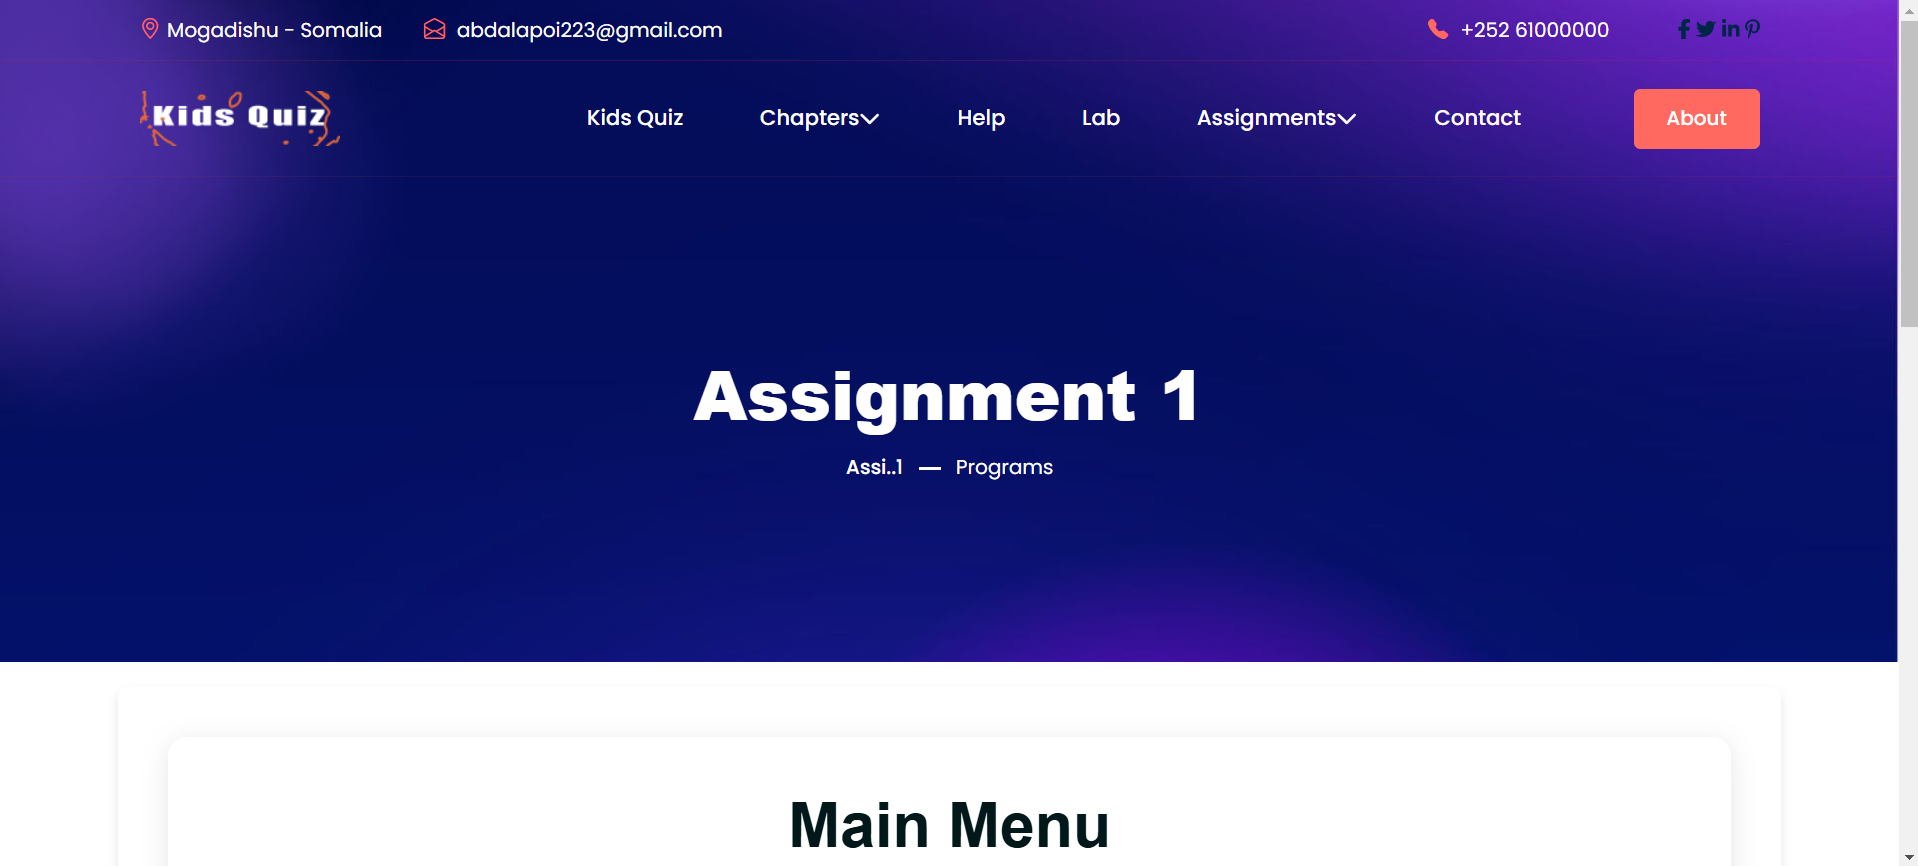 Mogadishu - Somalia
abdalapoi223@gmail.com
+252 61000000
Kids Quiz
Kids Quiz
Chapters
Help
Lab
Assignments
Contact
About
Assignment 1
Assi..1 — Programs
Main Menu